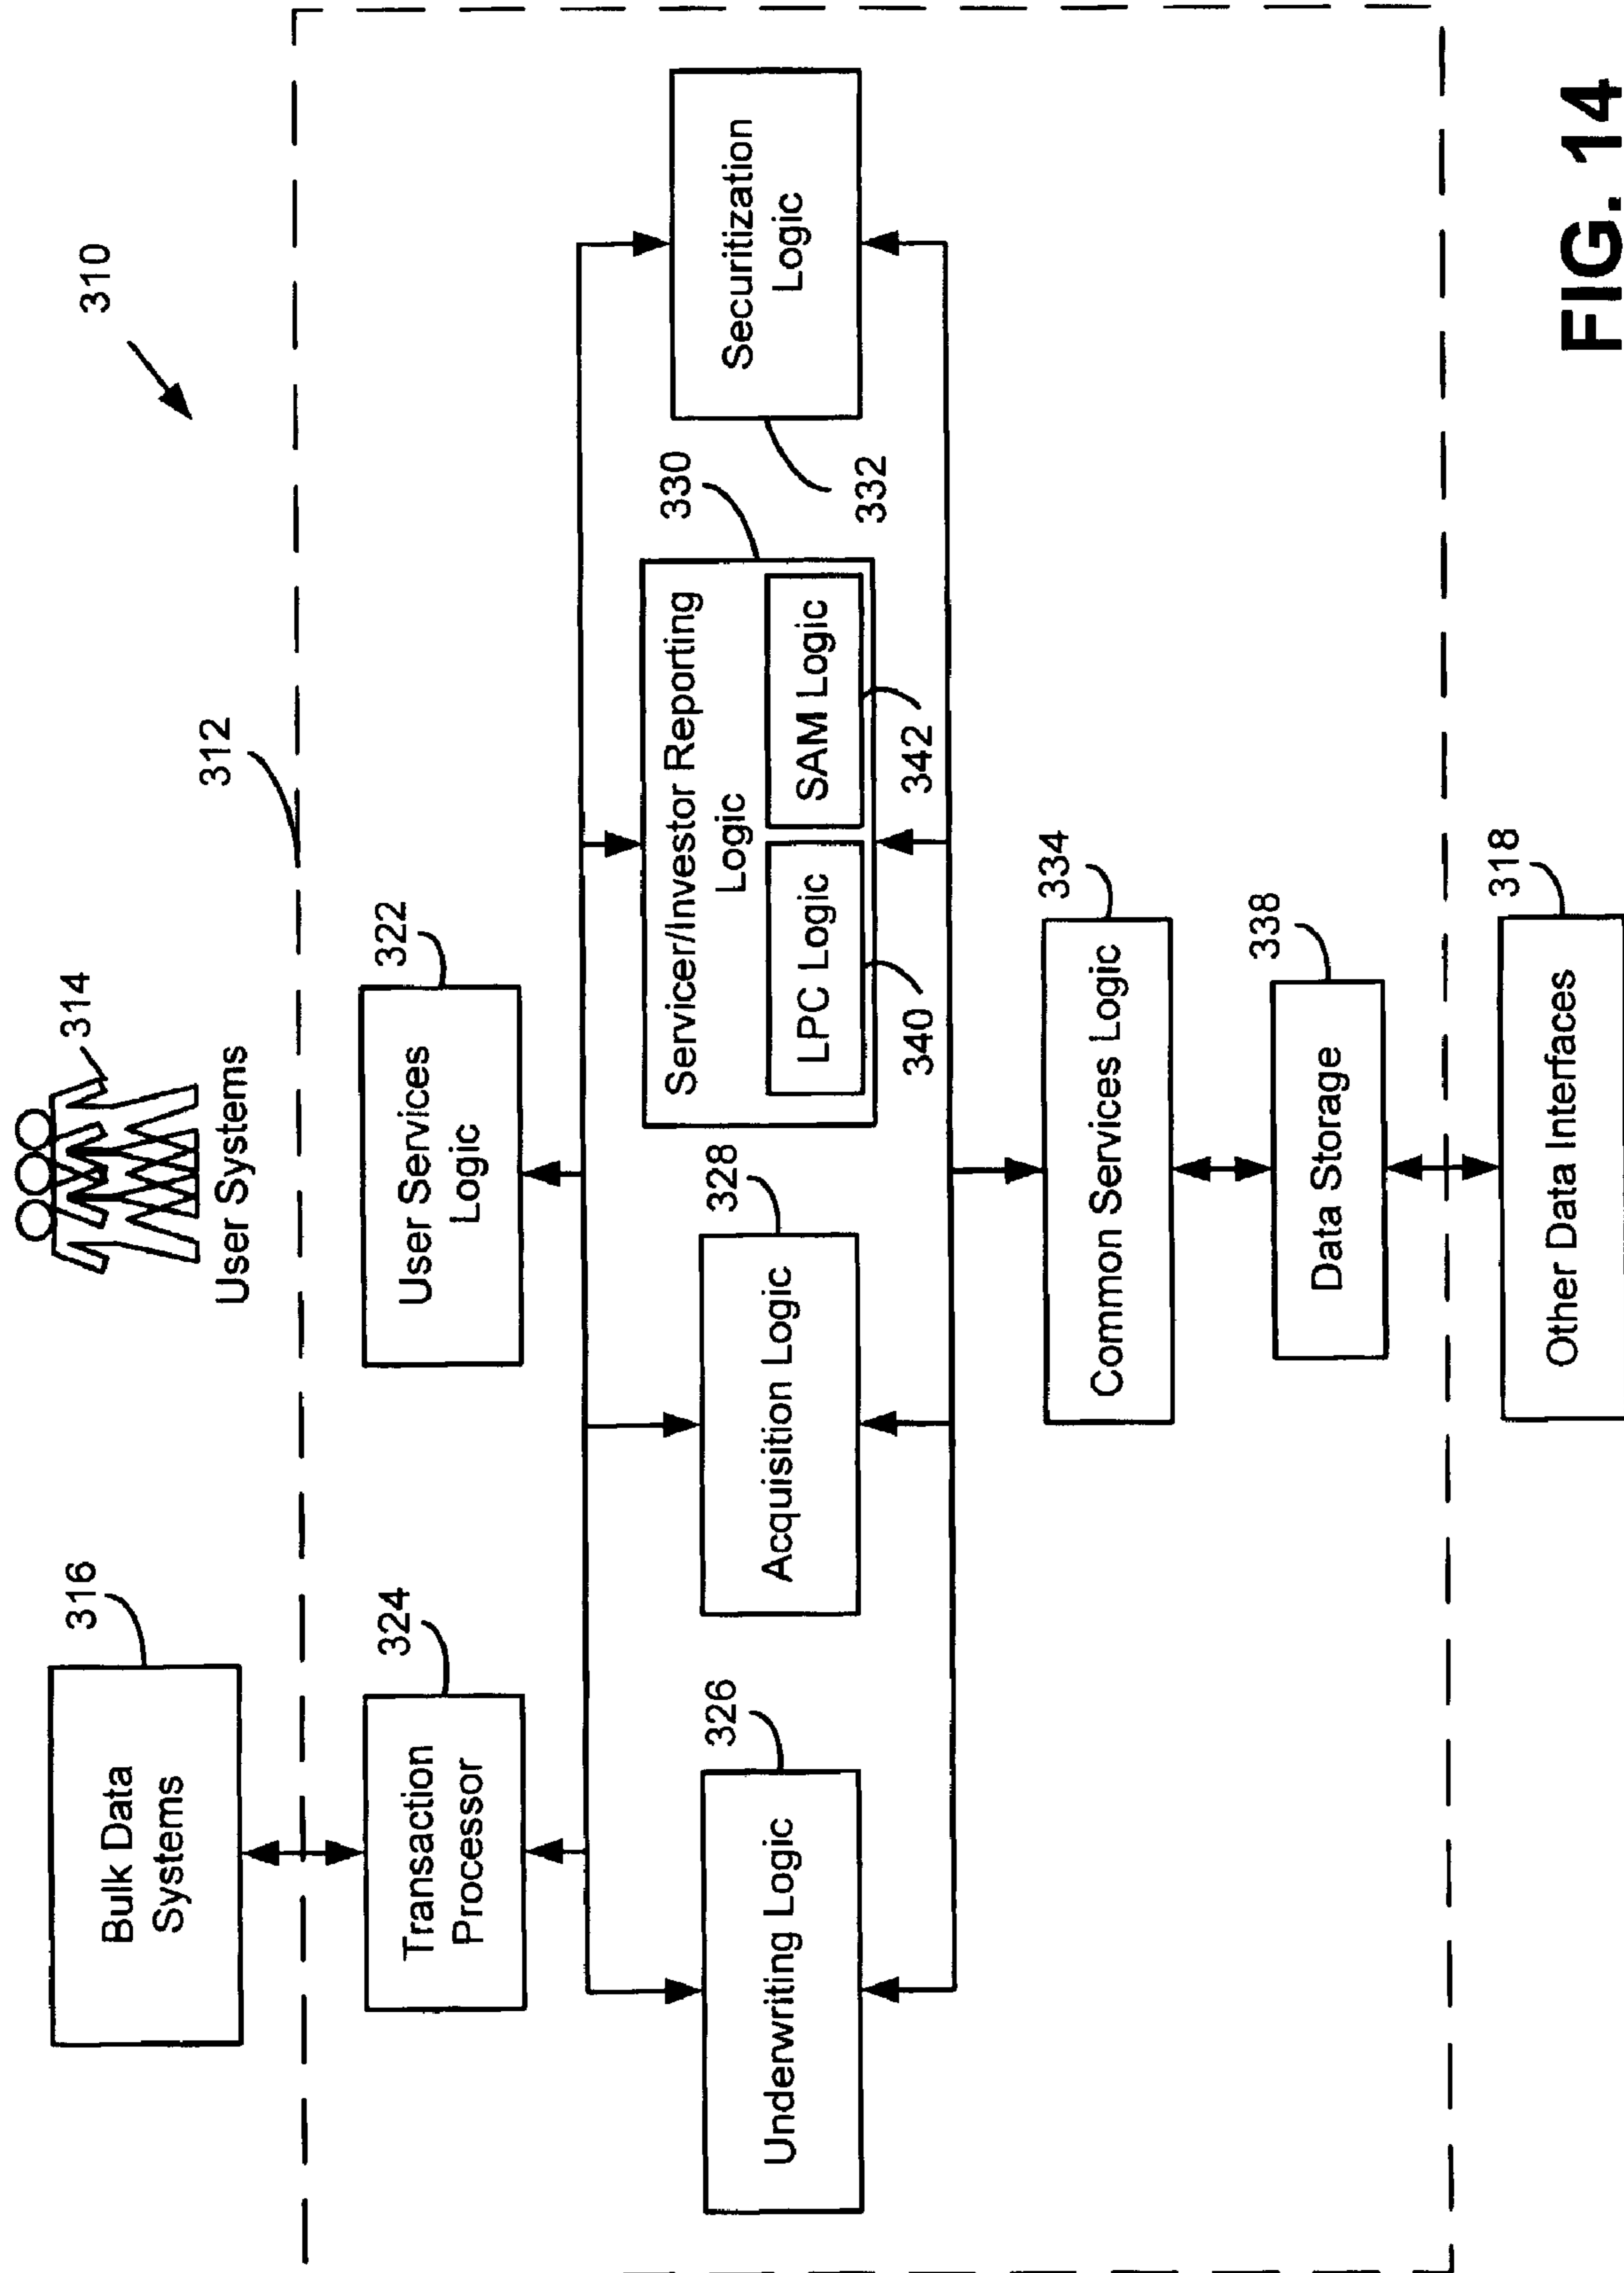 310
314
User Systems
316
Bulk Data
Systems
312
324
Transaction
Processor
322
User Services
Logic
326
Underwriting Logic
328
Acquisition Logic
330
Servicer/Investor Reporting
Logic
LPC Logic
SAM Logic
340
342
Securitization
Logic
332
334
Common Services Logic
338
Data Storage
318
Other Data Interfaces
FIG. 14